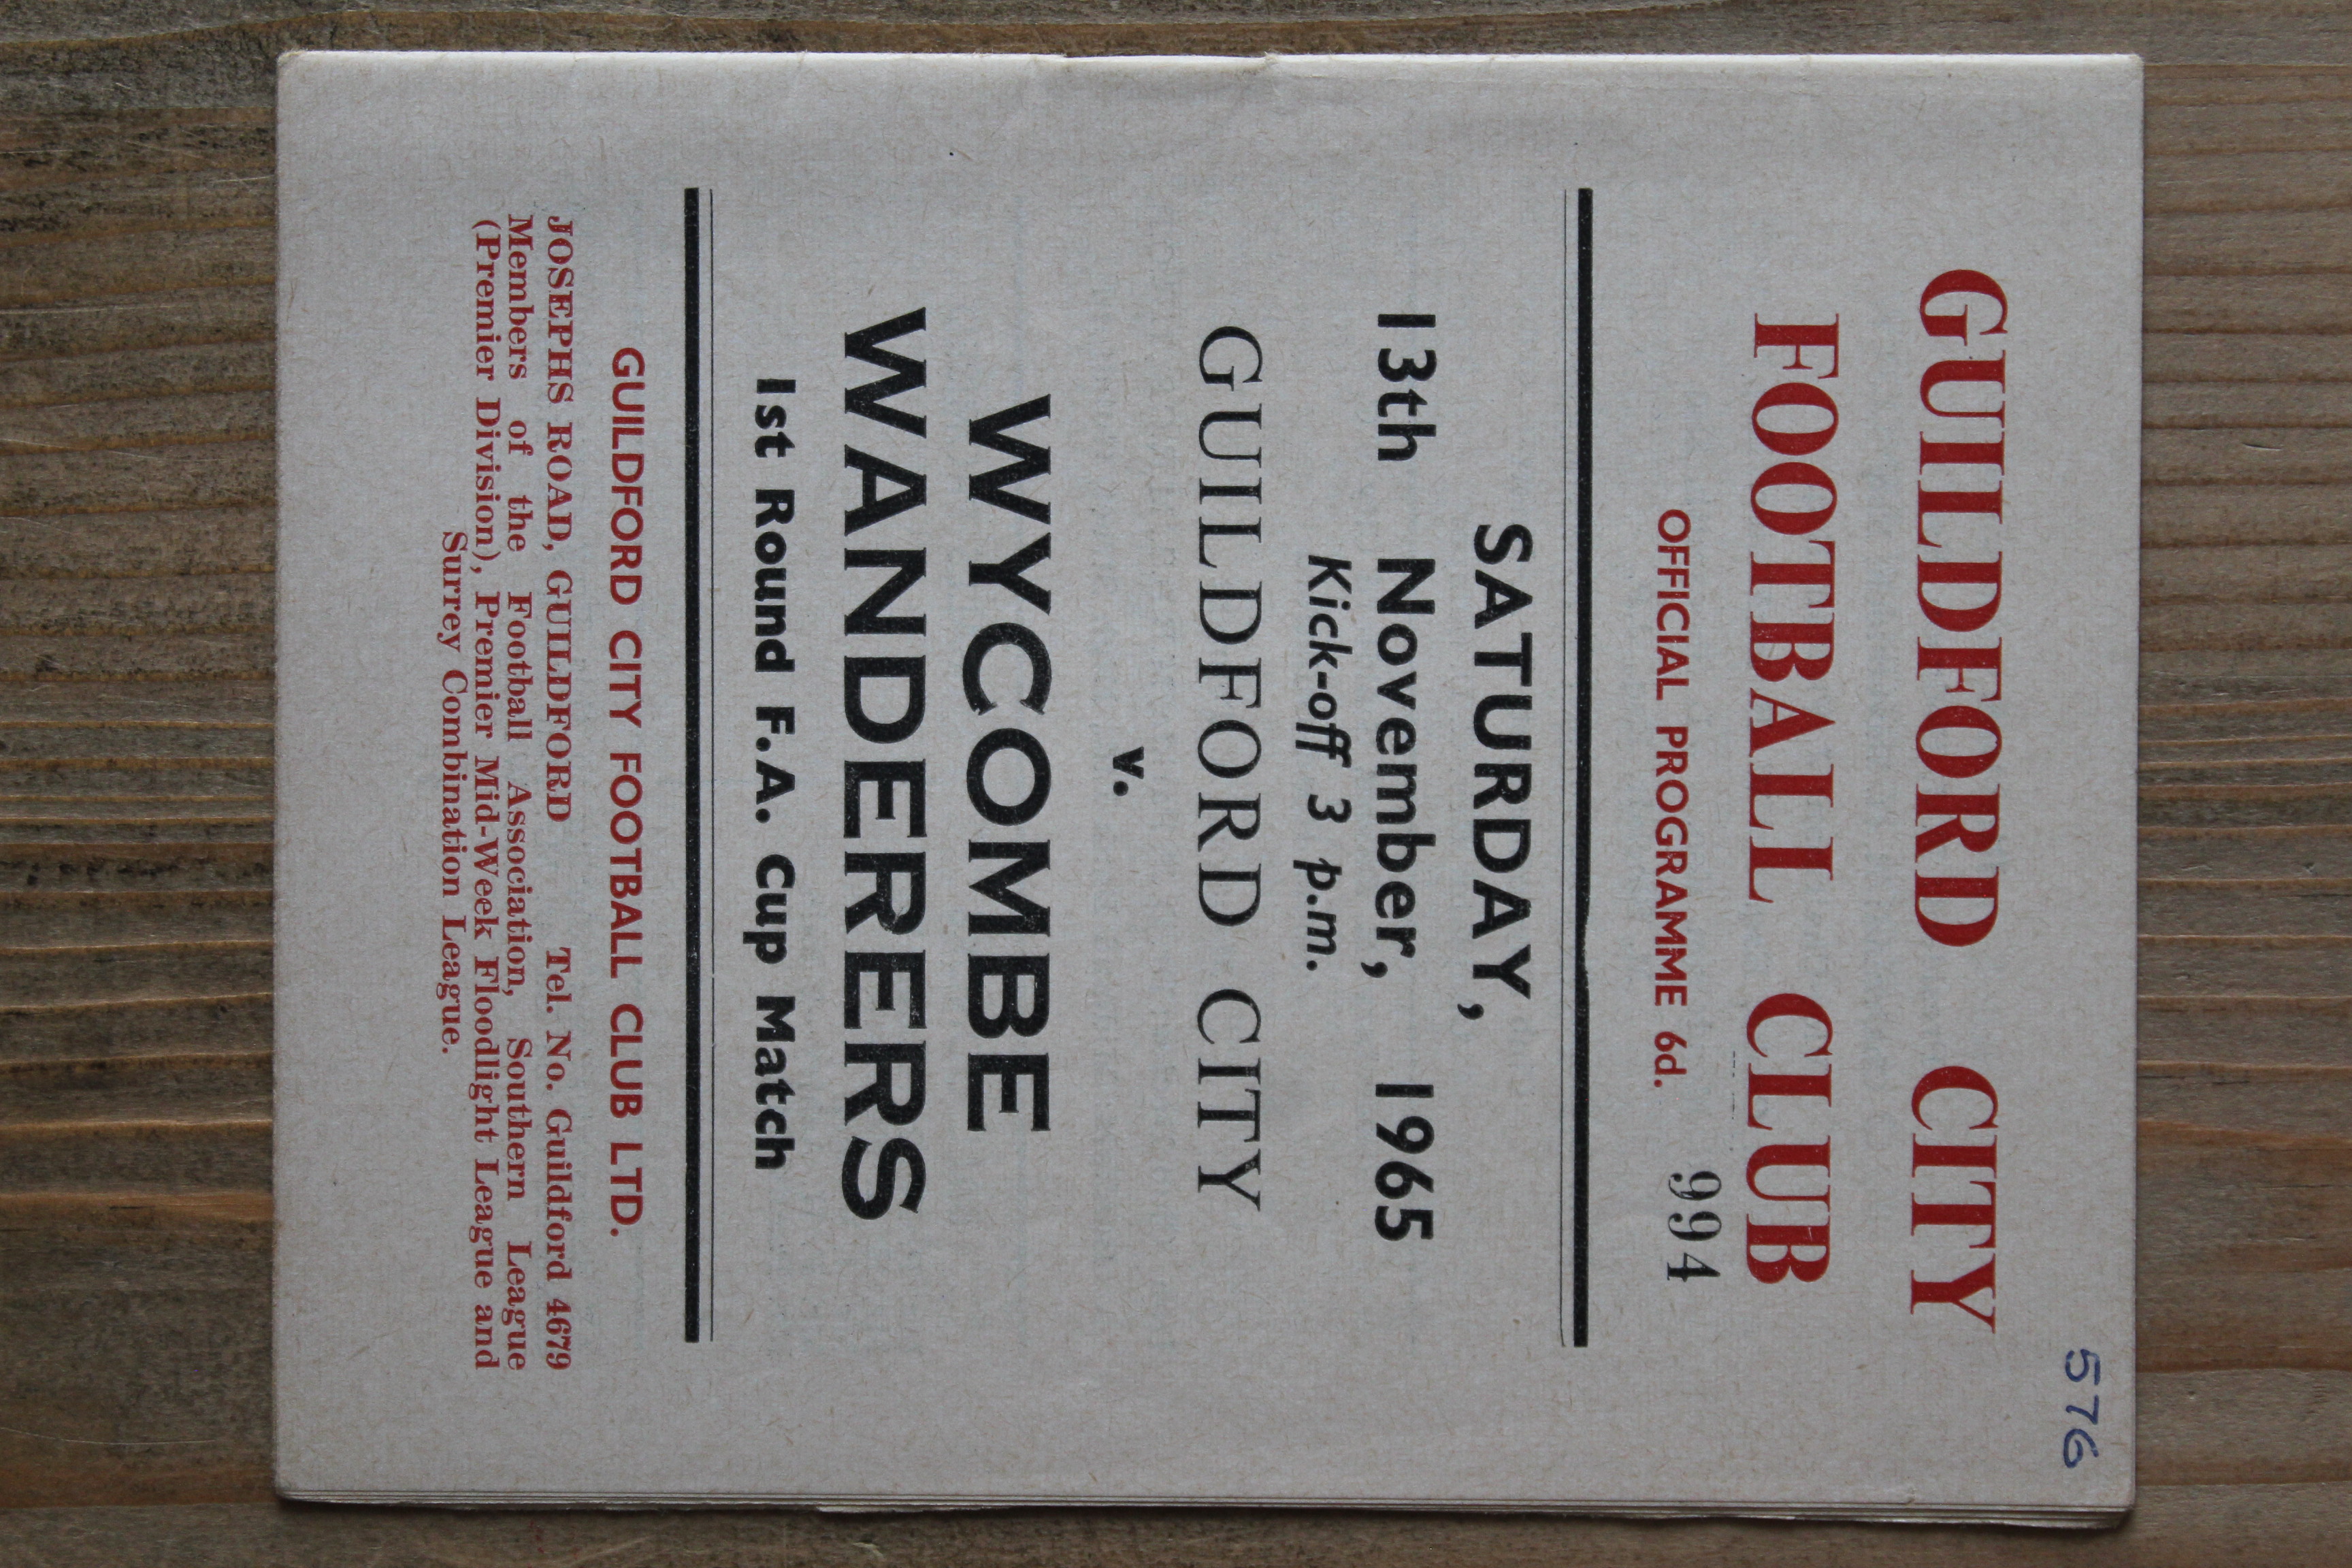 576
GUILDFORD CITY
FOOTBALL CLUB
994
OFFICIAL PROGRAMME 6d.
SATURDAY,
13th November, 1965
Kick-off 3 p.m.
GUILDFORD CITY
v.
WYCOMBE
WANDERERS
1st Round F.A. Cup Match
GUILDFORD CITY FOOTBALL CLUB LTD.
JOSEPHS ROAD, GUILDFORD Tel. No. Guildford 4679
Members of the Football Association, Southern League
(Premier Division), Premier Mid-Week Floodlight League and
Surrey Combination League.